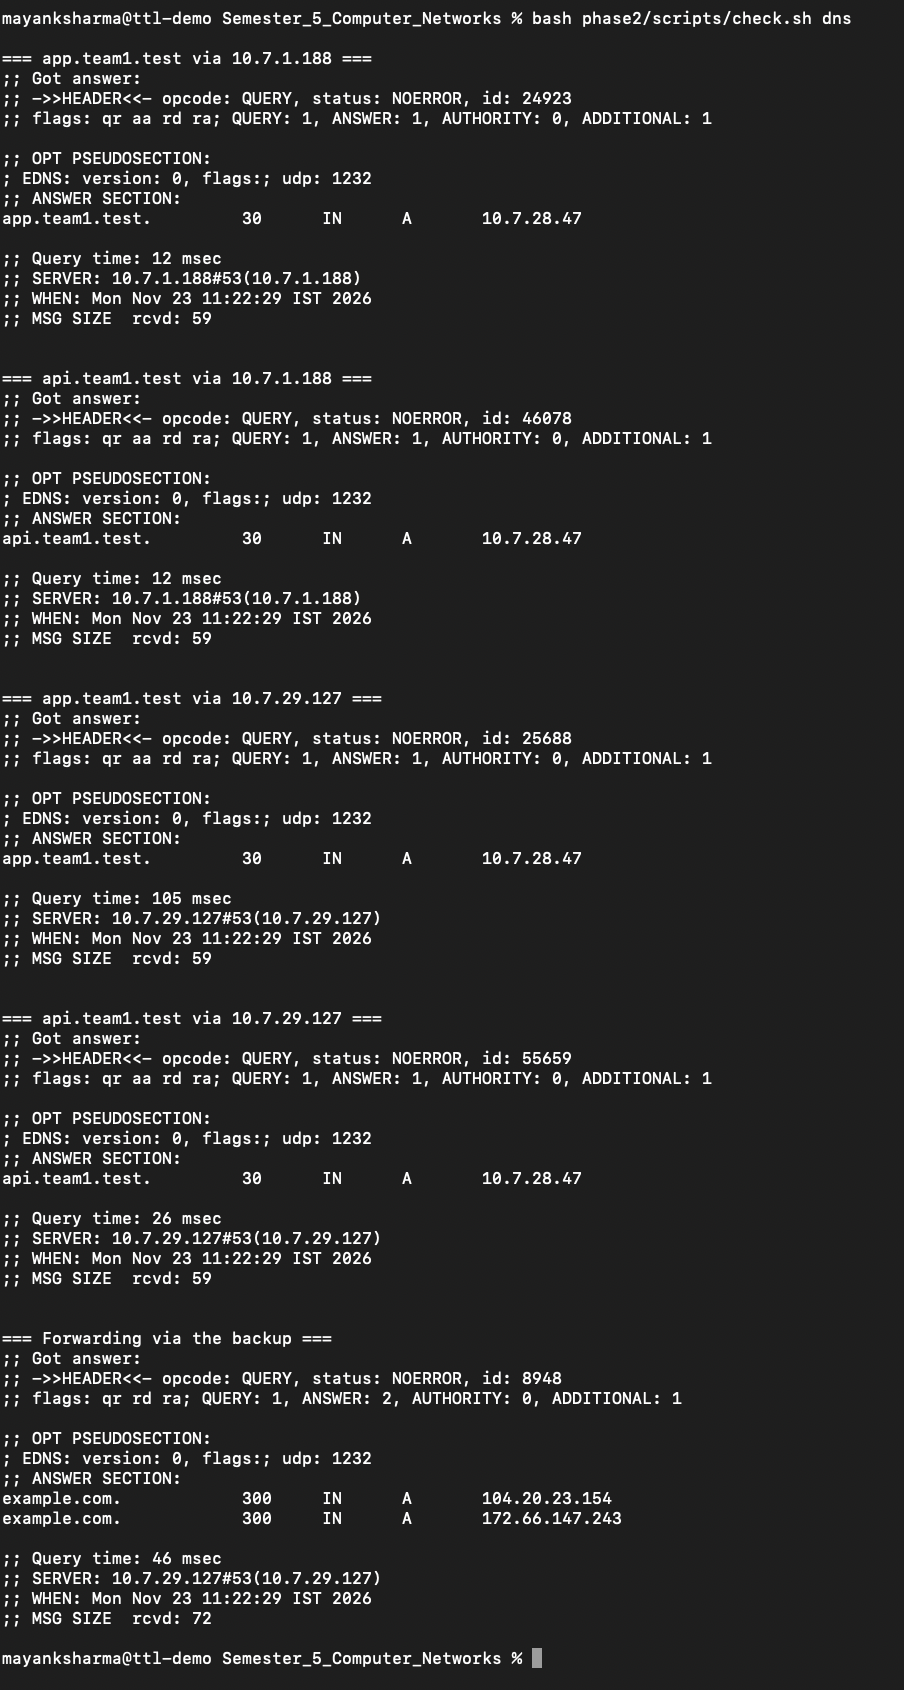 mayanksharma@ttl-demo Semester_5_Computer_Networks % bash phase2/scripts/check.sh dns
=== app.team1.test via 10.7.1.188 ===
;; Got answer:
;; ->>HEADER<<- opcode: QUERY, status: NOERROR, id: 24923
;; flags: qr aa rd ra; QUERY: 1, ANSWER: 1, AUTHORITY: 0, ADDITIONAL: 1
;; OPT PSEUDOSECTION:
; EDNS: version: 0, flags:; udp: 1232
;; ANSWER SECTION:
app.team1.test. 30 IN A 10.7.28.47
;; Query time: 12 msec
;; SERVER: 10.7.1.188#53(10.7.1.188)
;; WHEN: Mon Nov 23 11:22:29 IST 2026
;; MSG SIZE  rcvd: 59
=== api.team1.test via 10.7.1.188 ===
;; Got answer:
;; ->>HEADER<<- opcode: QUERY, status: NOERROR, id: 46078
;; flags: qr aa rd ra; QUERY: 1, ANSWER: 1, AUTHORITY: 0, ADDITIONAL: 1
;; OPT PSEUDOSECTION:
; EDNS: version: 0, flags:; udp: 1232
;; ANSWER SECTION:
api.team1.test. 30 IN A 10.7.28.47
;; Query time: 12 msec
;; SERVER: 10.7.1.188#53(10.7.1.188)
;; WHEN: Mon Nov 23 11:22:29 IST 2026
;; MSG SIZE  rcvd: 59
=== app.team1.test via 10.7.29.127 ===
;; Got answer:
;; ->>HEADER<<- opcode: QUERY, status: NOERROR, id: 25688
;; flags: qr aa rd ra; QUERY: 1, ANSWER: 1, AUTHORITY: 0, ADDITIONAL: 1
;; OPT PSEUDOSECTION:
; EDNS: version: 0, flags:; udp: 1232
;; ANSWER SECTION:
app.team1.test. 30 IN A 10.7.28.47
;; Query time: 105 msec
;; SERVER: 10.7.29.127#53(10.7.29.127)
;; WHEN: Mon Nov 23 11:22:29 IST 2026
;; MSG SIZE  rcvd: 59
=== api.team1.test via 10.7.29.127 ===
;; Got answer:
;; ->>HEADER<<- opcode: QUERY, status: NOERROR, id: 55659
;; flags: qr aa rd ra; QUERY: 1, ANSWER: 1, AUTHORITY: 0, ADDITIONAL: 1
;; OPT PSEUDOSECTION:
; EDNS: version: 0, flags:; udp: 1232
;; ANSWER SECTION:
api.team1.test. 30 IN A 10.7.28.47
;; Query time: 26 msec
;; SERVER: 10.7.29.127#53(10.7.29.127)
;; WHEN: Mon Nov 23 11:22:29 IST 2026
;; MSG SIZE  rcvd: 59
=== Forwarding via the backup ===
;; Got answer:
;; ->>HEADER<<- opcode: QUERY, status: NOERROR, id: 8948
;; flags: qr rd ra; QUERY: 1, ANSWER: 2, AUTHORITY: 0, ADDITIONAL: 1
;; OPT PSEUDOSECTION:
; EDNS: version: 0, flags:; udp: 1232
;; ANSWER SECTION:
example.com. 300 IN A 104.20.23.154
example.com. 300 IN A 172.66.147.243
;; Query time: 46 msec
;; SERVER: 10.7.29.127#53(10.7.29.127)
;; WHEN: Mon Nov 23 11:22:29 IST 2026
;; MSG SIZE  rcvd: 72
mayanksharma@ttl-demo Semester_5_Computer_Networks %